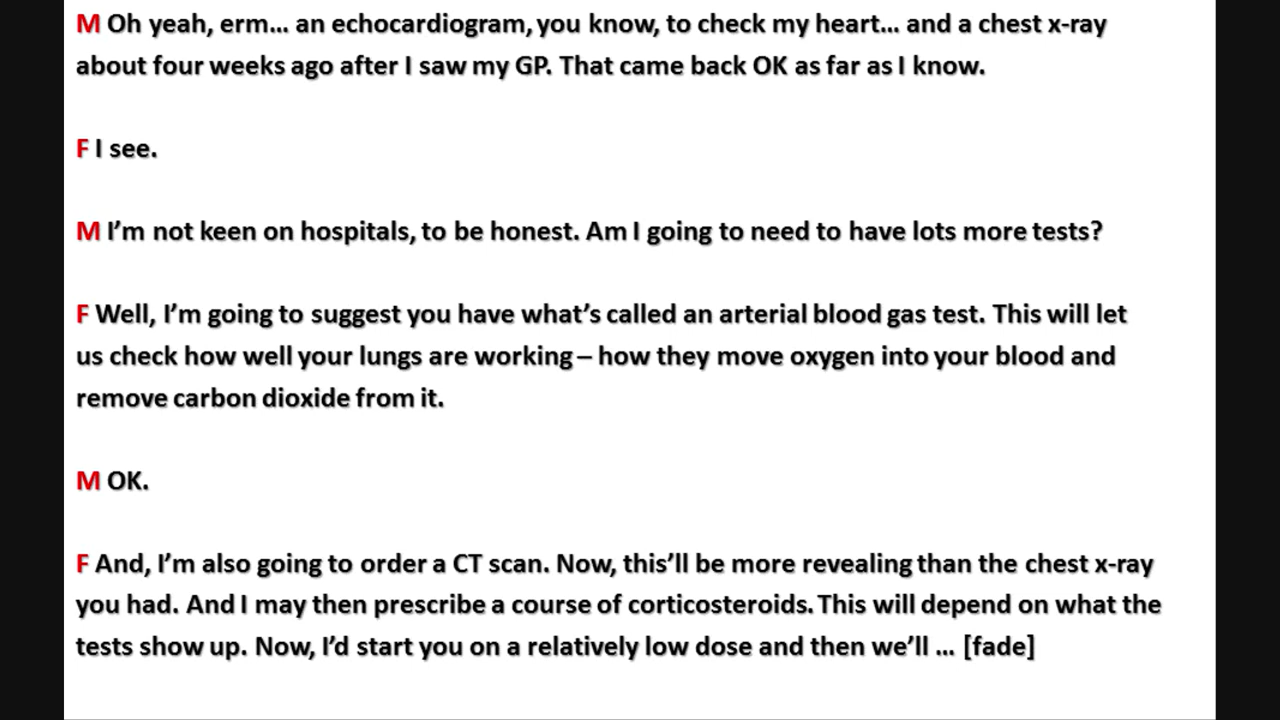 M Oh yeah, erm… an echocardiogram, you know, to check my heart… and a chest x-ray
about four weeks ago after I saw my GP. That came back OK as far as I know.
F I see.
M I’m not keen on hospitals, to be honest. Am I going to need to have lots more tests?
F Well, I’m going to suggest you have what’s called an arterial blood gas test. This will let
us check how well your lungs are working – how they move oxygen into your blood and
remove carbon dioxide from it.
M OK.
F And, I’m also going to order a CT scan. Now, this’ll be more revealing than the chest x-ray
you had. And I may then prescribe a course of corticosteroids. This will depend on what the
tests show up. Now, I’d start you on a relatively low dose and then we’ll … [fade]